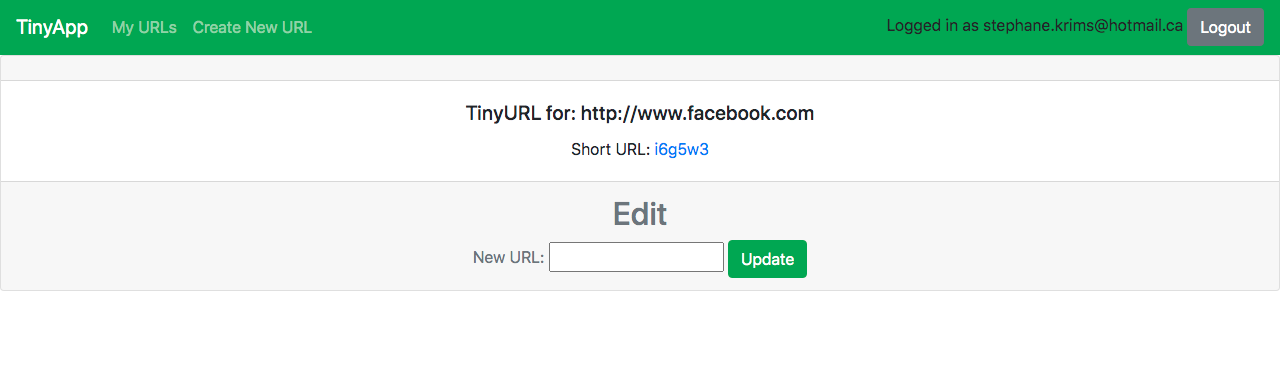 TinyApp My URLs Create New URL Logged in as stephane.krims@hotmail.ca Logout
TinyURL for: http://www.facebook.com
Short URL: i6g5w3
Edit
New URL: Update